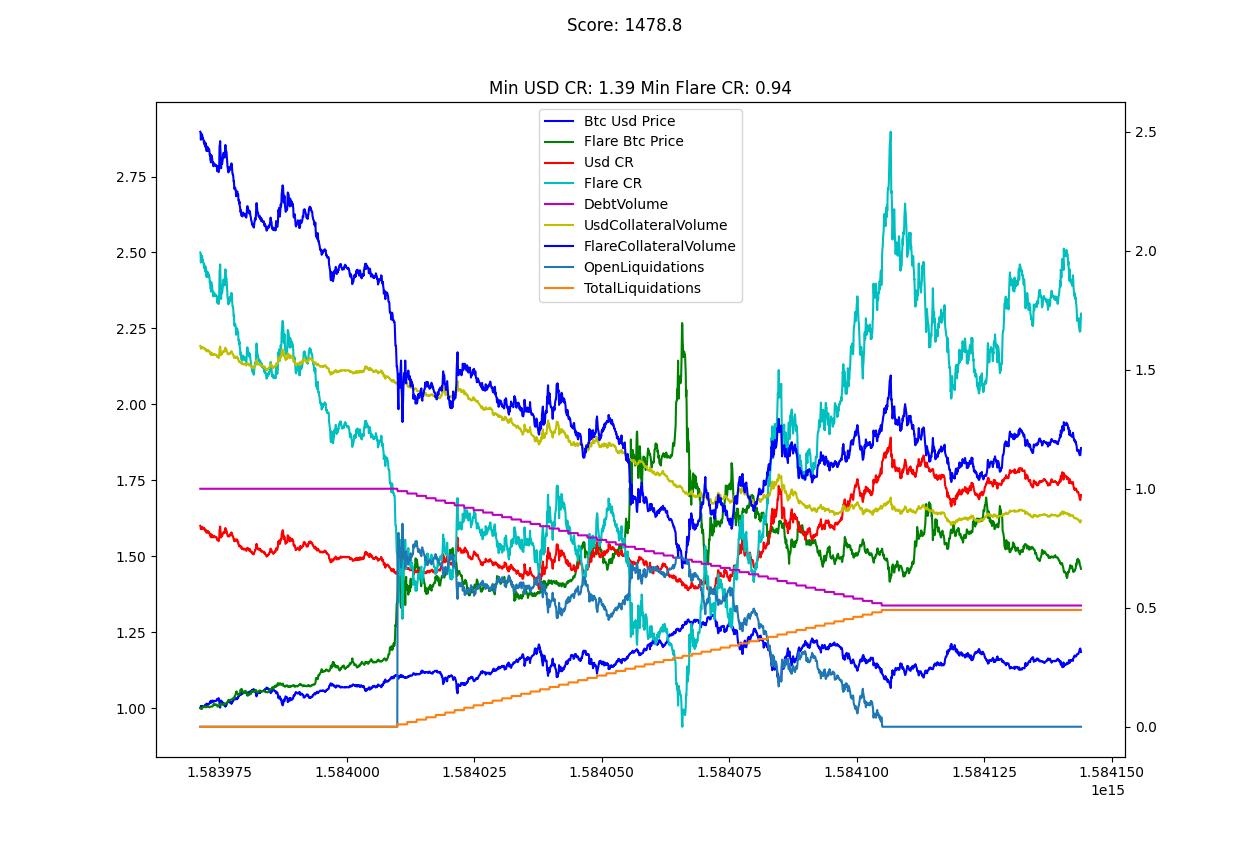 Score: 1478.8
Min USD CR: 1.39 Min Flare CR: 0.94
Btc Usd Price
Flare Btc Price
Usd CR
Flare CR
DebtVolume
UsdCollateralVolume
FlareCollateralVolume
OpenLiquidations
TotalLiquidations
2.75
2.50
2.25
2.00
1.75
1.50
1.25
1.00
2.5
2.0
1.5
1.0
0.5
0.0
1.583975 1.584000 1.584025 1.584050 1.584075 1.584100 1.584125 1.584150
1e15